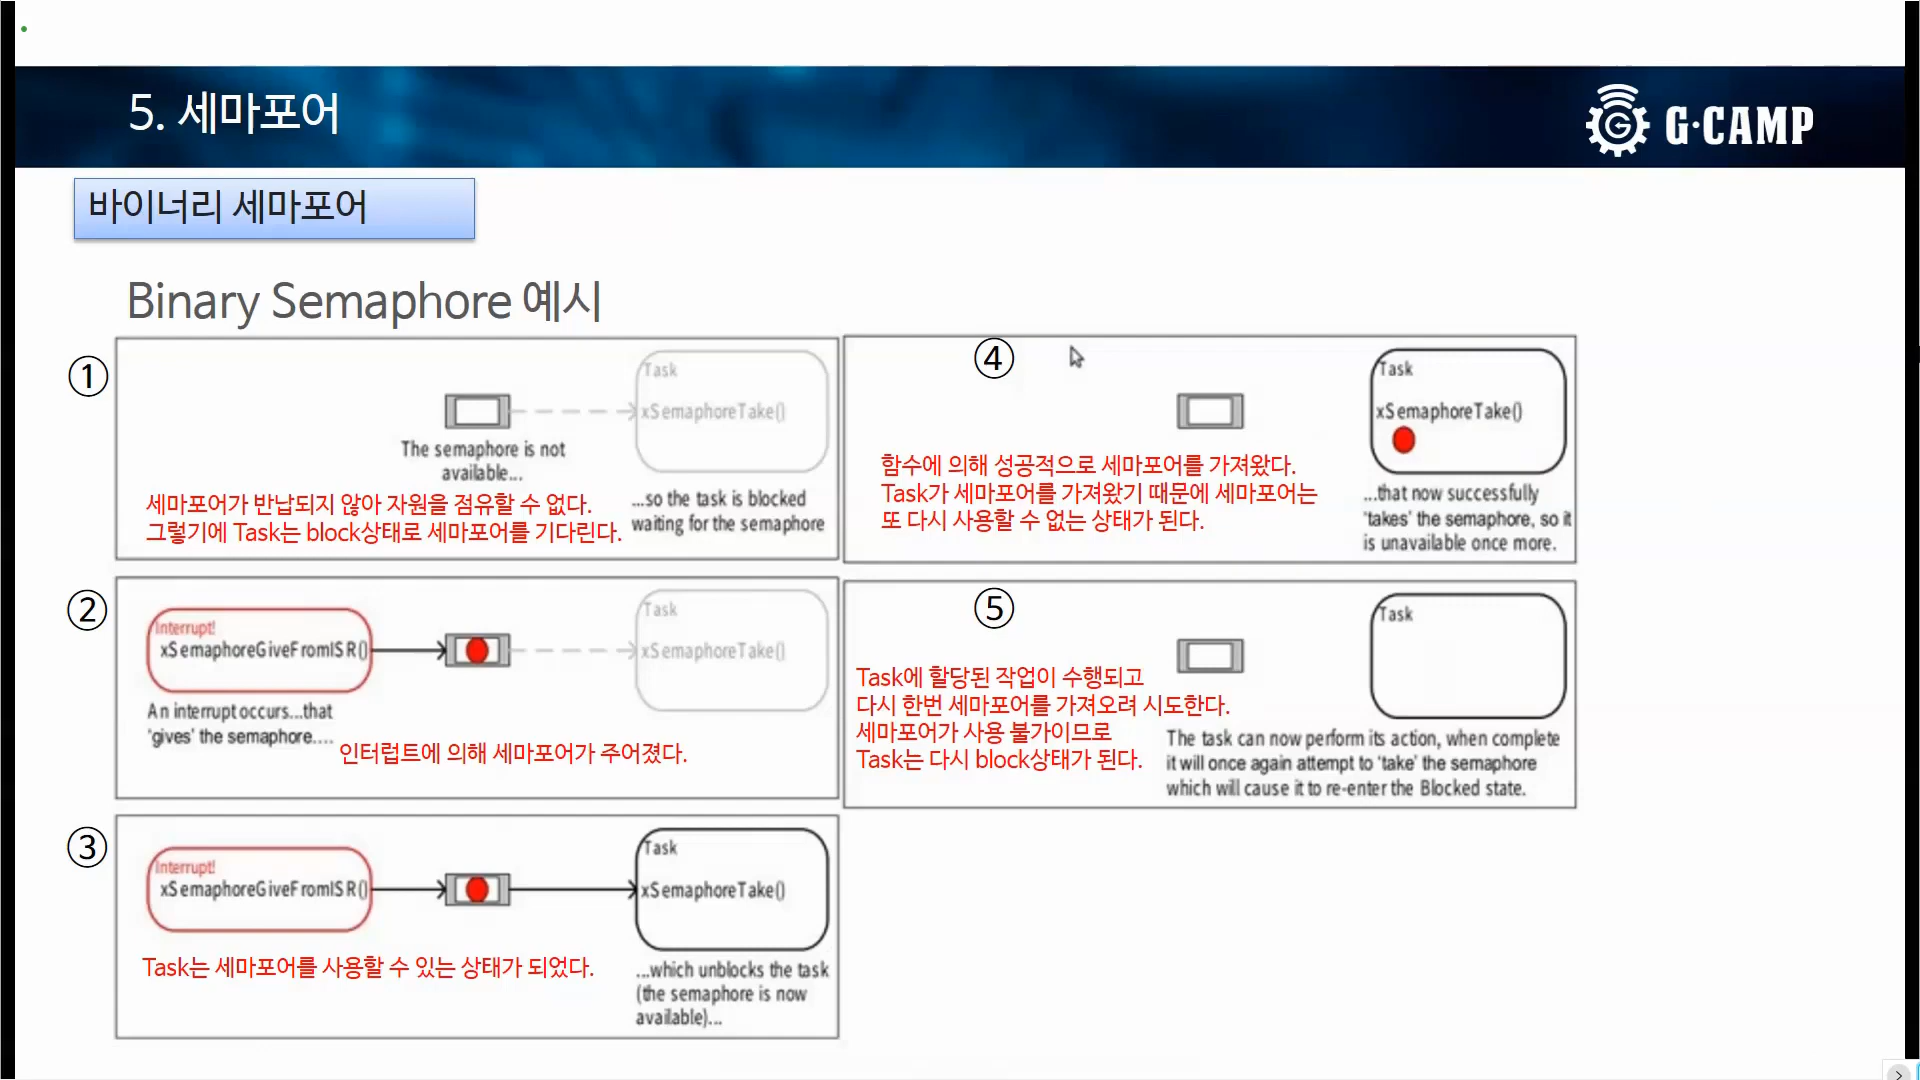 5. 세마포어
G·CAMP
바이너리 세마포어
Binary Semaphore 예시
①
Task
xSemaphoreTake()
The semaphore is not
available...
...so the task is blocked
waiting for the semaphore
세마포어가 반납되지 않아 자원을 점유할 수 없다.
그렇기에 Task는 block상태로 세마포어를 기다린다.
②
Interrupt!
xSemaphoreGiveFromISR()
Task
xSemaphoreTake()
An interrupt occurs...that
'gives' the semaphore....
인터럽트에 의해 세마포어가 주어졌다.
③
Interrupt!
xSemaphoreGiveFromISR()
Task
xSemaphoreTake()
Task는 세마포어를 사용할 수 있는 상태가 되었다.
...which unblocks the task
(the semaphore is now
available)...
④
Task
xSemaphoreTake()
함수에 의해 성공적으로 세마포어를 가져왔다.
Task가 세마포어를 가져왔기 때문에 세마포어는
또 다시 사용할 수 없는 상태가 된다.
...that now successfully
'takes' the semaphore, so it
is unavailable once more.
⑤
Task
Task에 할당된 작업이 수행되고
다시 한번 세마포어를 가져오려 시도한다.
세마포어가 사용 불가이므로
Task는 다시 block상태가 된다.
The task can now perform its action, when complete
it will once again attempt to 'take' the semaphore
which will cause it to re-enter the Blocked state.